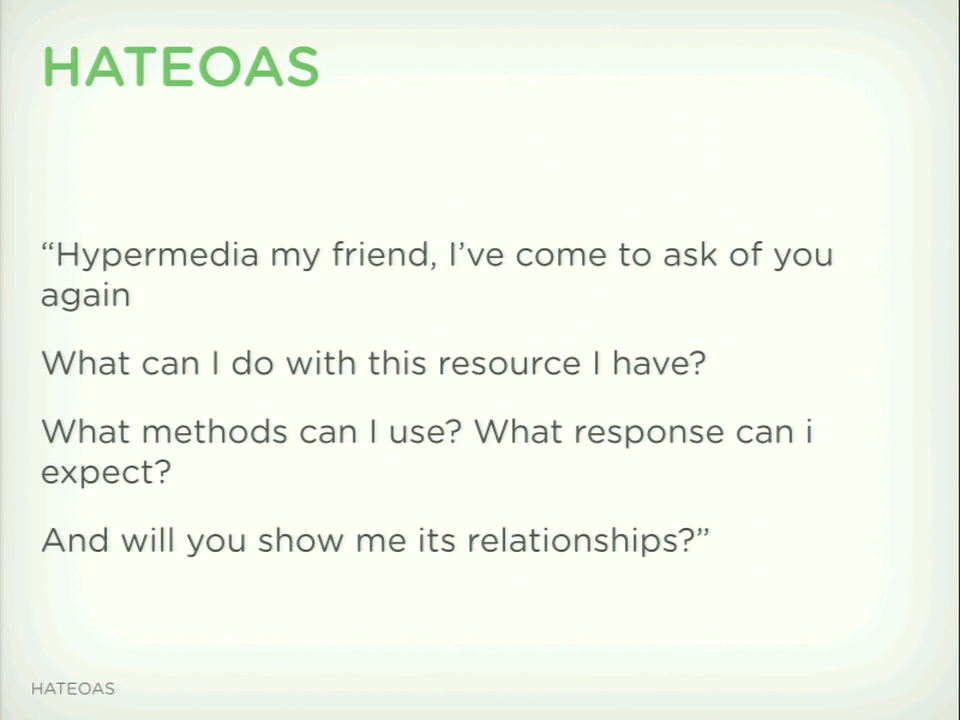 HATEOAS
“Hypermedia my friend, I’ve come to ask of you
again
What can I do with this resource I have?
What methods can I use? What response can i
expect?
And will you show me its relationships?”
HATEOAS